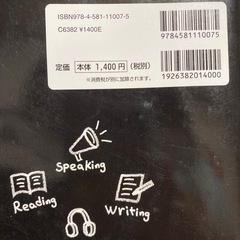 ISBN978-4-581-11007-5
C6382 ¥1400E
9784581110075
定価 本体 1,400円 (税別)
※消費税が別に加算されます。
1926382014000
Speaking
Reading
Writing